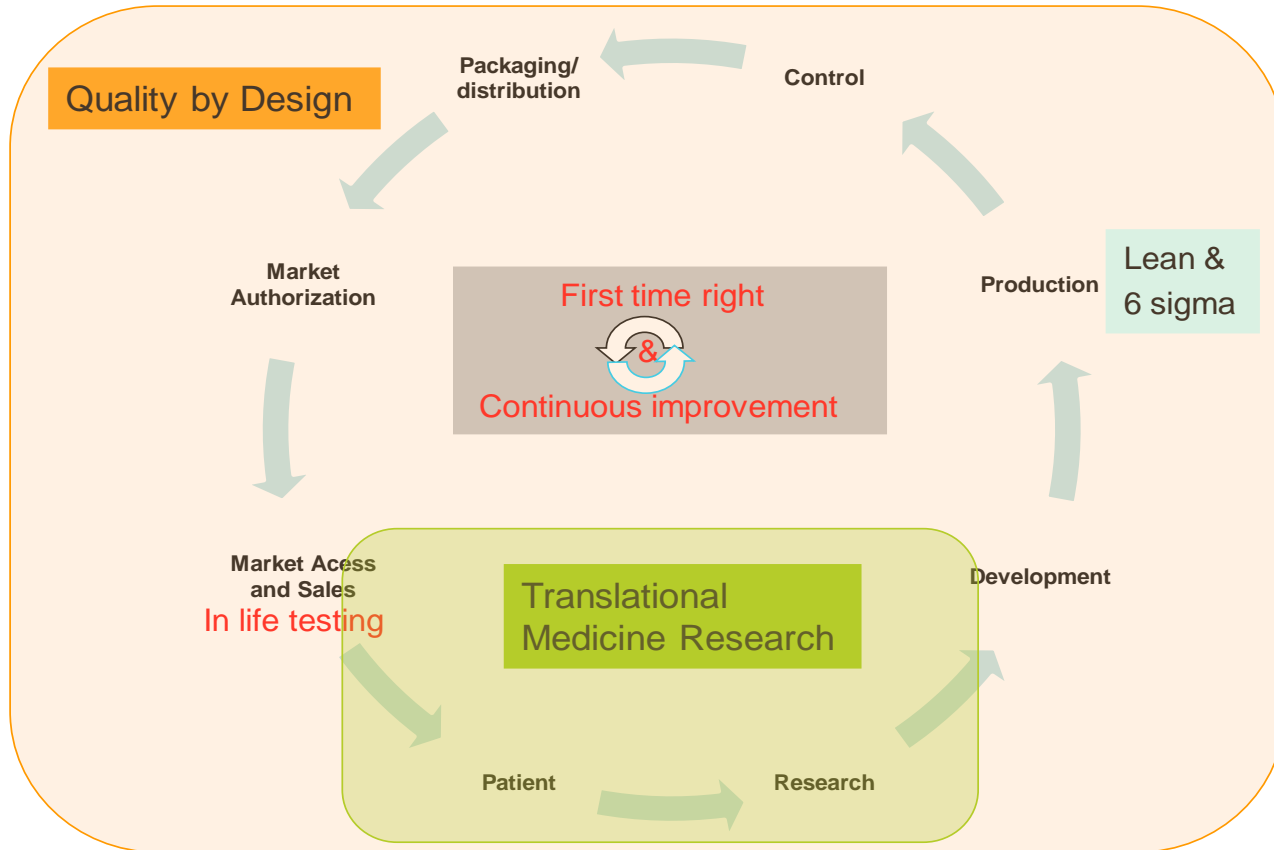 Packaging/
distribution
Control
Quality by Design
Market
Authorization
First time right
&
Continuous improvement
Production
Lean &
6 sigma
Market Acess
and Sales
In life testing
Translational
Medicine Research
Development
Patient
Research